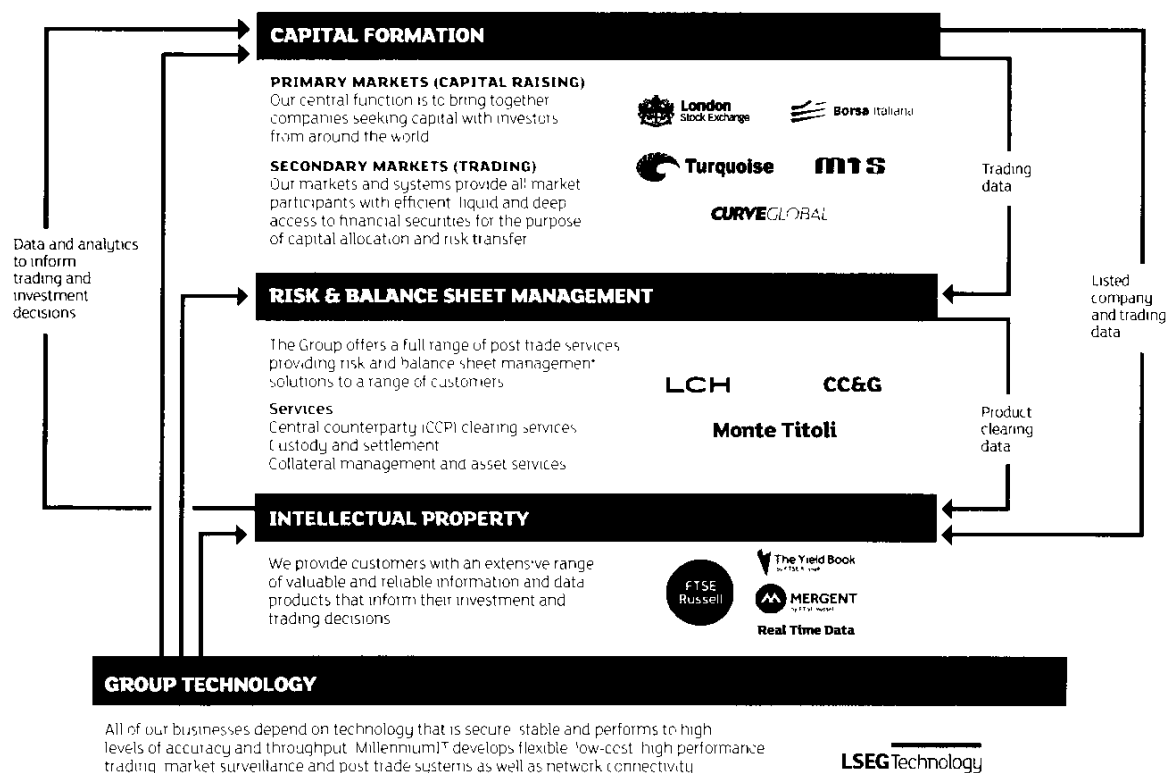 CAPITAL FORMATION
PRIMARY MARKETS (CAPITAL RAISING)
Our central function is to bring together
companies seeking capital with investors
from around the world
London
Stock Exchange
Borsa Italiana
SECONDARY MARKETS (TRADING)
Our markets and systems provide all market
participants with efficient liquid and deep
access to financial securities for the purpose
of capital allocation and risk transfer
Turquoise
MTS
CURVEGLOBAL
Trading
data
Data and analytics
to inform
trading and
investment
decisions
Listed
company
and trading
data
RISK & BALANCE SHEET MANAGEMENT
The Group offers a full range of post trade services
providing risk and balance sheet management
solutions to a range of customers
Services
Central counterparty (CCP) clearing services
Custody and settlement
Collateral management and asset services
LCH
CC&G
Monte Titoli
Product
clearing
data
INTELLECTUAL PROPERTY
We provide customers with an extensive range
of valuable and reliable information and data
products that inform their investment and
trading decisions
FTSE
Russell
The Yield Book
MERGENT
by FTSE Russell
Real Time Data
GROUP TECHNOLOGY
All of our businesses depend on technology that is secure stable and performs to high
levels of accuracy and throughput MillenniumIT develops flexible low-cost high performance
trading market surveillance and post trade systems as well as network connectivity
LSEG Technology